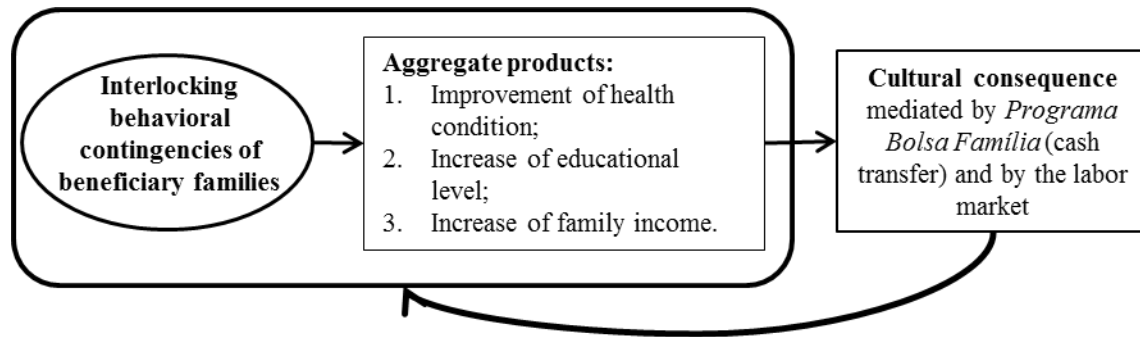 Interlocking
behavioral
contingencies of
beneficiary families
Aggregate products:
1. Improvement of health
condition;
2. Increase of educational
level;
3. Increase of family income.
Cultural consequence
mediated by Programa
Bolsa Família (cash
transfer) and by the labor
market